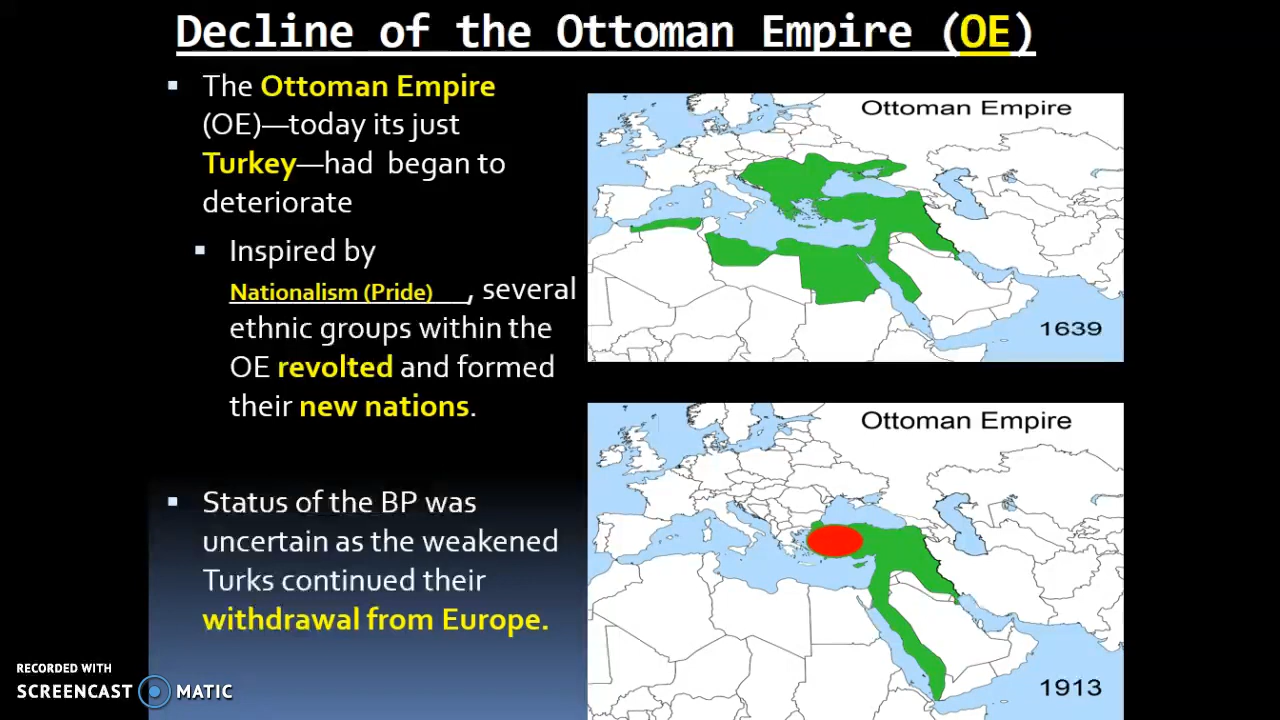 Decline of the Ottoman Empire (OE)
The Ottoman Empire
(OE)—today its just
Turkey—had began to
deteriorate
Inspired by
Nationalism (Pride)___, several
ethnic groups within the
OE revolted and formed
their new nations.
Status of the BP was
uncertain as the weakened
Turks continued their
withdrawal from Europe.
Ottoman Empire
1639
Ottoman Empire
1913
RECORDED WITH
SCREENCAST MATIC